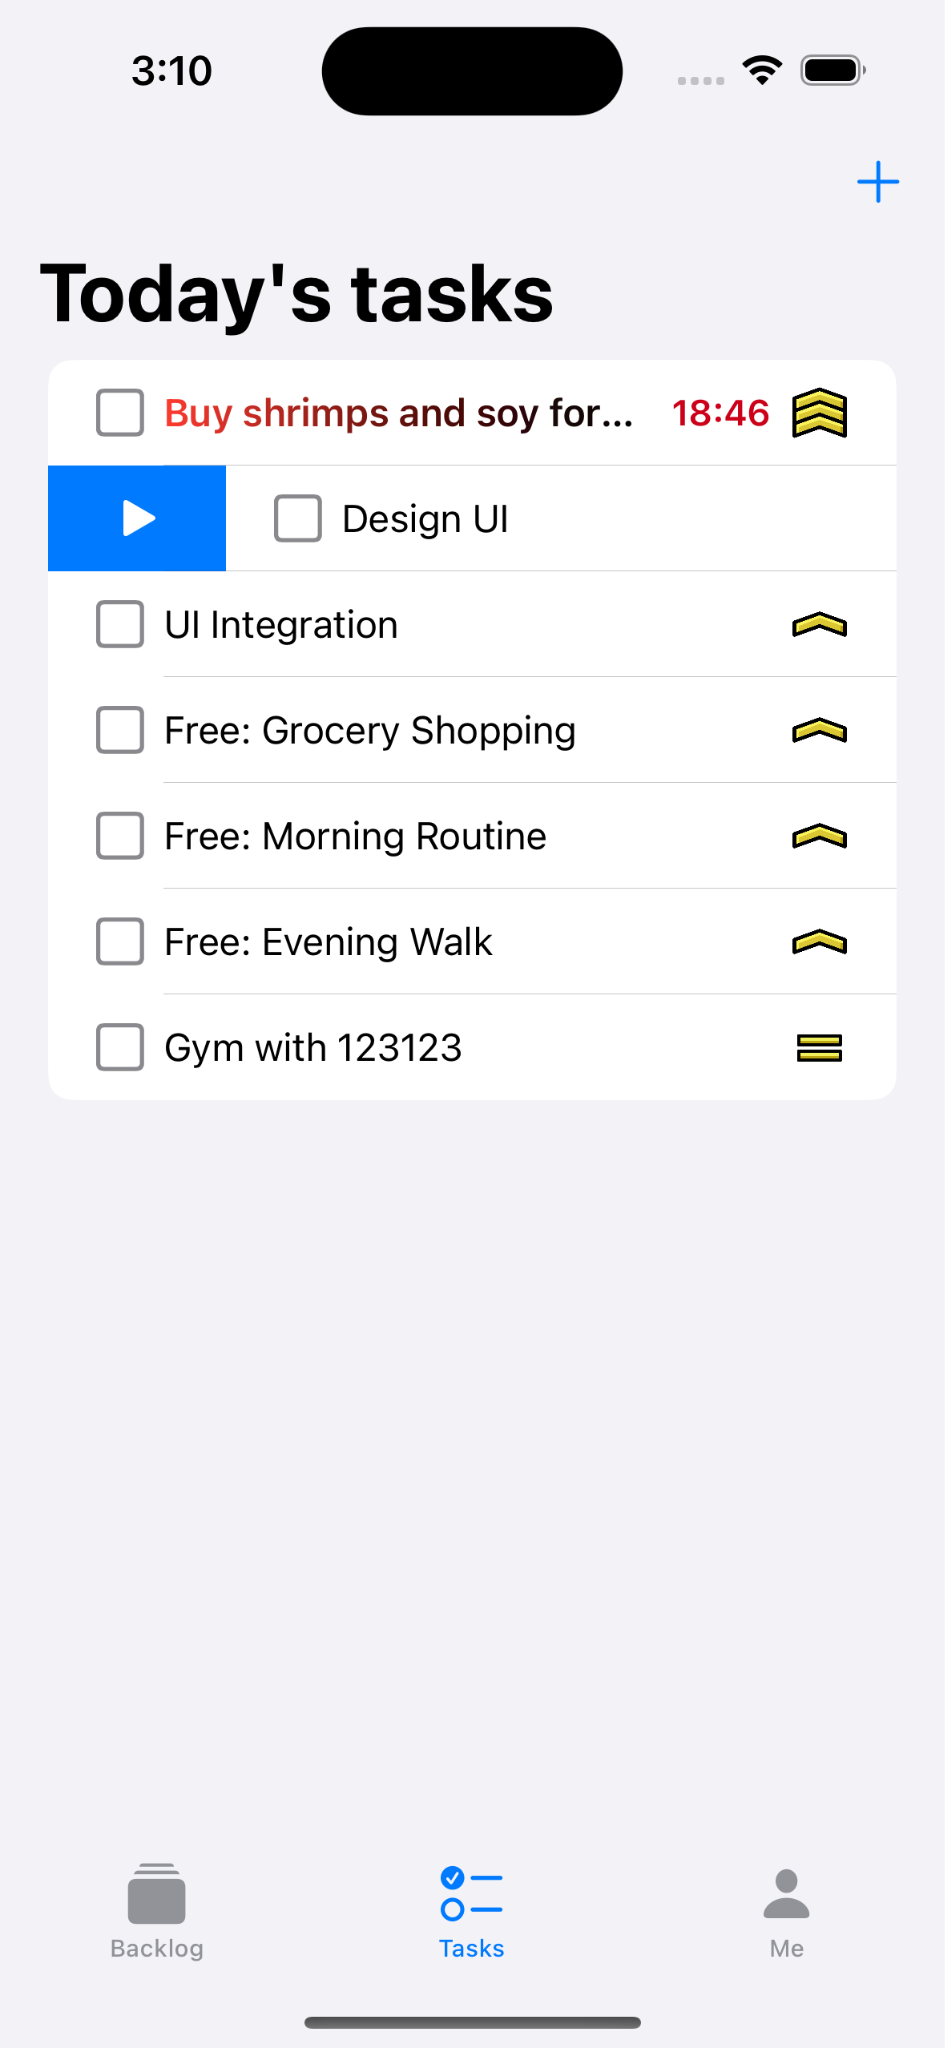 3:10
Today's tasks
Buy shrimps and soy for... 18:46
Design UI
UI Integration
Free: Grocery Shopping
Free: Morning Routine
Free: Evening Walk
Gym with 123123
Backlog Tasks Me